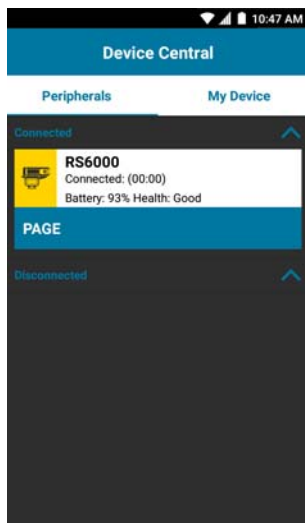 10:47 AM
Device Central
Peripherals
My Device
Connected
RS6000
Connected: (00:00)
Battery: 93% Health: Good
PAGE
Disconnected